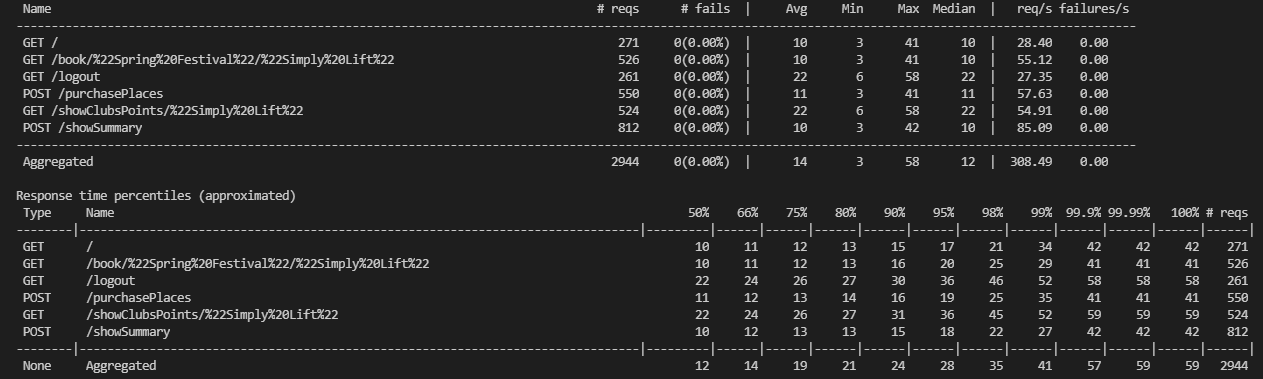 Name # reqs # fails | Avg Min Max Median | req/s failures/s
--------------------------------------------------------------------------------------------------------------------------------------------
GET / 271 0(0.00%) | 10 3 41 10 | 28.40 0.00
GET /book/%22Spring%20Festival%22/%22Simply%20Lift%22 526 0(0.00%) | 10 3 41 10 | 55.12 0.00
GET /logout 261 0(0.00%) | 22 6 58 22 | 27.35 0.00
POST /purchasePlaces 550 0(0.00%) | 11 3 41 11 | 57.63 0.00
GET /showClubsPoints/%22Simply%20Lift%22 524 0(0.00%) | 22 6 58 22 | 54.91 0.00
POST /showSummary 812 0(0.00%) | 10 3 42 10 | 85.09 0.00
--------------------------------------------------------------------------------------------------------------------------------------------
Aggregated 2944 0(0.00%) | 14 3 58 12 | 308.49 0.00
Response time percentiles (approximated)
Type Name 50% 66% 75% 80% 90% 95% 98% 99% 99.9% 99.99% 100% # reqs
--------|--------------------------------------------------------------------------------|---------|------|------|------|------|------|------|------|------|------|------|------|
GET / 10 11 12 13 15 17 21 34 42 42 42 271
GET /book/%22Spring%20Festival%22/%22Simply%20Lift%22 10 11 12 13 16 20 25 29 41 41 41 526
GET /logout 22 24 26 27 30 36 46 52 58 58 58 261
POST /purchasePlaces 11 12 13 14 16 19 25 35 41 41 41 550
GET /showClubsPoints/%22Simply%20Lift%22 22 24 26 27 31 36 45 52 59 59 59 524
POST /showSummary 10 12 13 13 15 18 22 27 42 42 42 812
--------|--------------------------------------------------------------------------------|---------|------|------|------|------|------|------|------|------|------|------|------|
None Aggregated 12 14 19 21 24 28 35 41 57 59 59 2944